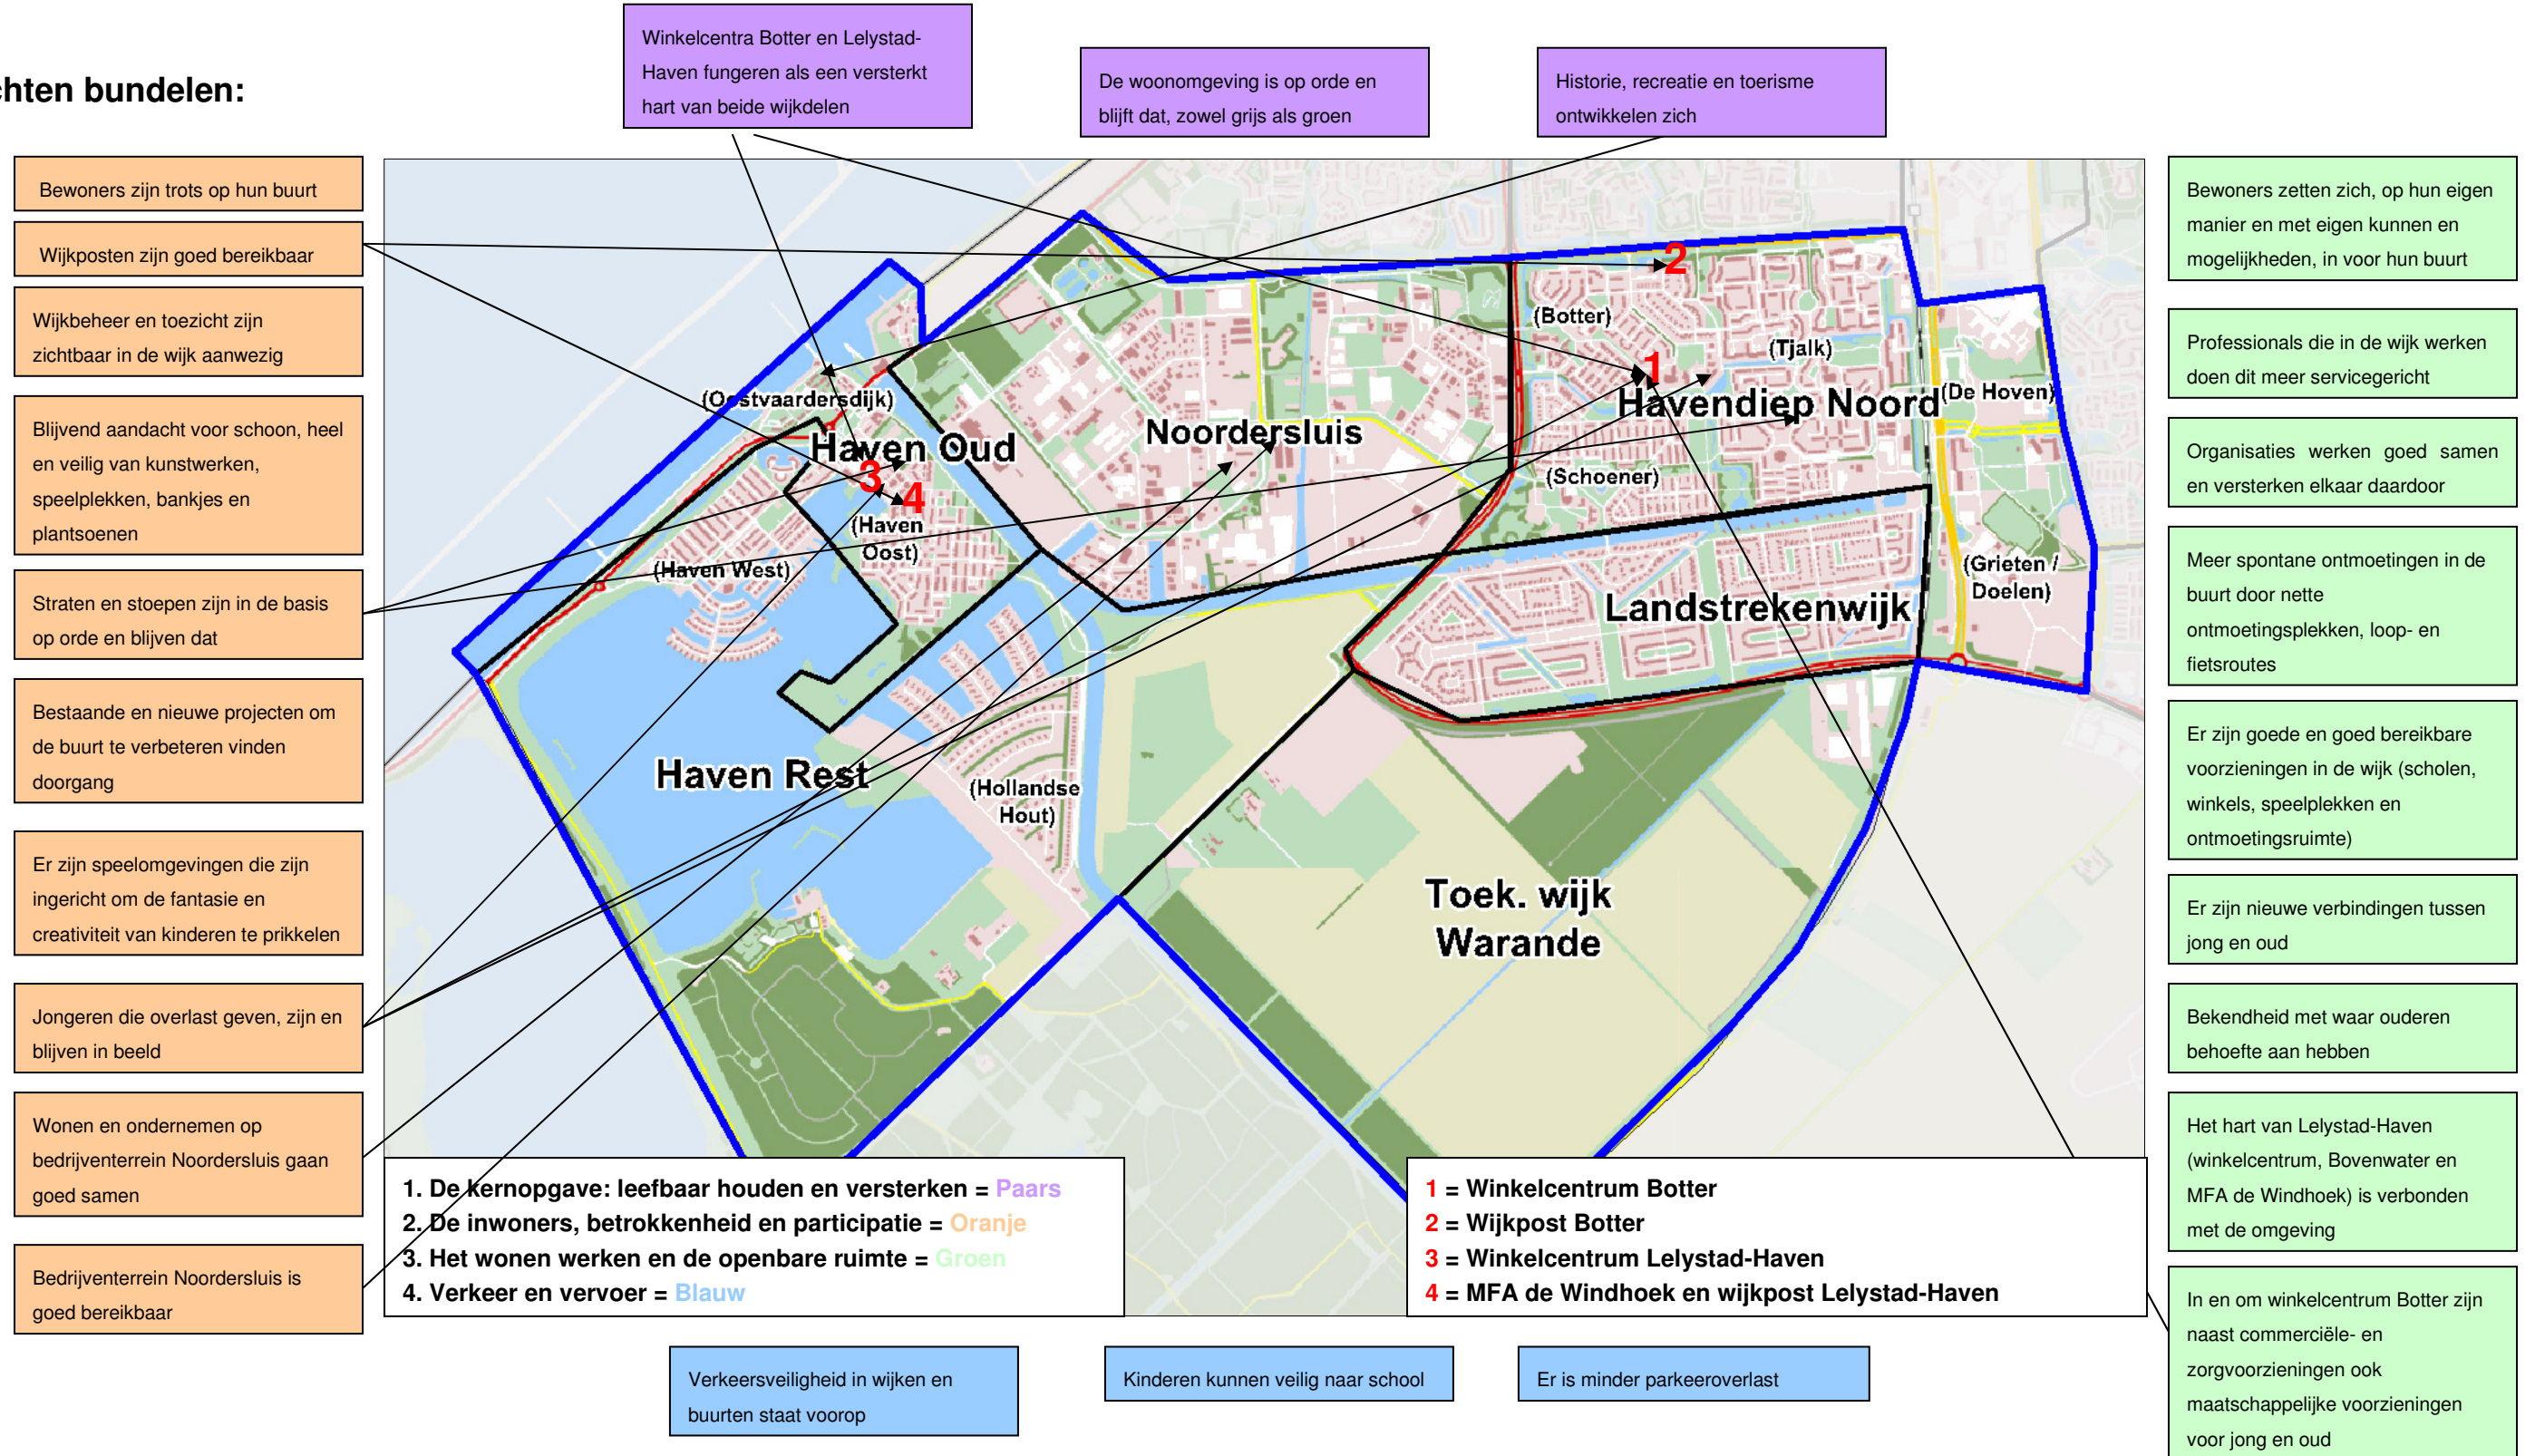 chten bundelen:
Winkelcentra Botter en Lelystad-
Haven fungeren als een versterkt
hart van beide wijkdelen
De woonomgeving is op orde en
blijft dat, zowel grijs als groen
Historie, recreatie en toerisme
ontwikkelen zich
Bewoners zijn trots op hun buurt
Wijkposten zijn goed bereikbaar
Wijkbeheer en toezicht zijn
zichtbaar in de wijk aanwezig
Blijvend aandacht voor schoon, heel
en veilig van kunstwerken,
speelplekken, bankjes en
plantsoenen
Straten en stoepen zijn in de basis
op orde en blijven dat
Bestaande en nieuwe projecten om
de buurt te verbeteren vinden
doorgang
Er zijn speelomgevingen die zijn
ingericht om de fantasie en
creativiteit van kinderen te prikkelen
Jongeren die overlast geven, zijn en
blijven in beeld
Wonen en ondernemen op
bedrijventerrein Noordersluis gaan
goed samen
Bedrijventerrein Noordersluis is
goed bereikbaar
2
(Botter)
1
(Tjalk)
(De Hoven)
Havendiep Noord
(Oostvaardersdijk)
Haven Oud
Noordersluis
3
4
(Schoener)
(Haven
Oost)
(Haven West)
(Grieten /
Doelen)
Landstrekenwijk
Haven Rest
(Hollandse
Hout)
Toek. wijk
Warande
1. De kernopgave: leefbaar houden en versterken = Paars
2. De inwoners, betrokkenheid en participatie = Oranje
3. Het wonen werken en de openbare ruimte = Groen
4. Verkeer en vervoer = Blauw
1 = Winkelcentrum Botter
2 = Wijkpost Botter
3 = Winkelcentrum Lelystad-Haven
4 = MFA de Windhoek en wijkpost Lelystad-Haven
Bewoners zetten zich, op hun eigen
manier en met eigen kunnen en
mogelijkheden, in voor hun buurt
Professionals die in de wijk werken
doen dit meer servicegericht
Organisaties werken goed samen
en versterken elkaar daardoor
Meer spontane ontmoetingen in de
buurt door nette
ontmoetingsplekken, loop- en
fietsroutes
Er zijn goede en goed bereikbare
voorzieningen in de wijk (scholen,
winkels, speelplekken en
ontmoetingsruimte)
Er zijn nieuwe verbindingen tussen
jong en oud
Bekendheid met waar ouderen
behoefte aan hebben
Het hart van Lelystad-Haven
(winkelcentrum, Bovenwater en
MFA de Windhoek) is verbonden
met de omgeving
In en om winkelcentrum Botter zijn
naast commerciële- en
zorgvoorzieningen ook
maatschappelijke voorzieningen
voor jong en oud
Verkeersveiligheid in wijken en
buurten staat voorop
Kinderen kunnen veilig naar school
Er is minder parkeeroverlast